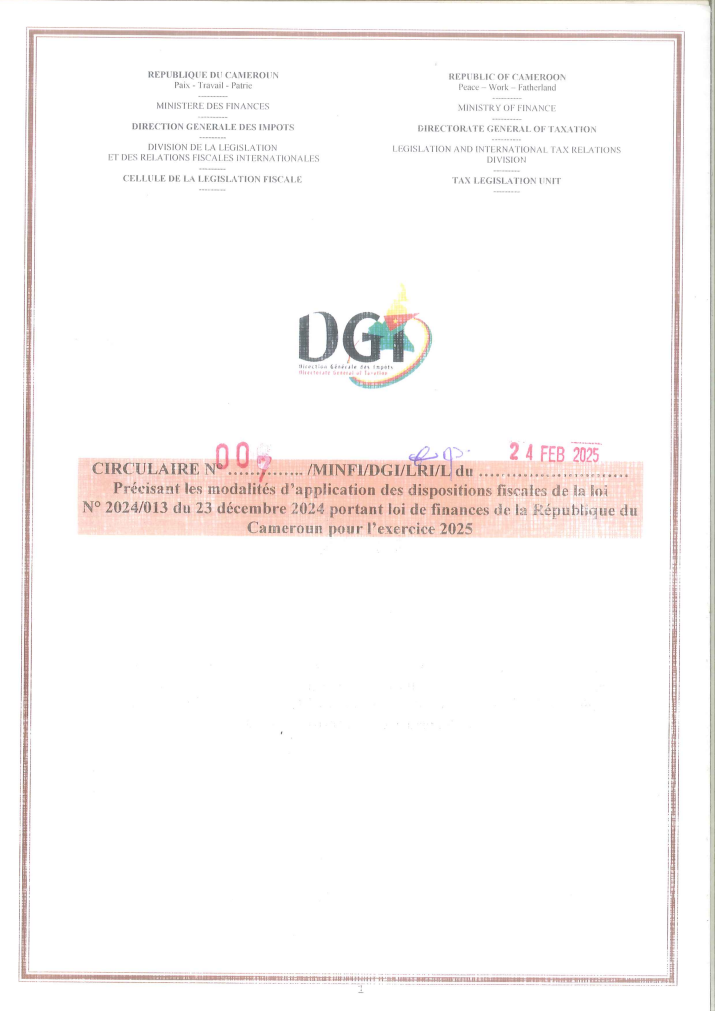 REPUBLIQUE DU CAMEROUN
Paix - Travail - Patrie
----------
MINISTERE DES FINANCES
----------
DIRECTION GENERALE DES IMPOTS
---------
DIVISION DE LA LEGISLATION
ET DES RELATIONS FISCALES INTERNATIONALES
---------
CELLULE DE LA LEGISLATION FISCALE
---------
REPUBLIC OF CAMEROON
Peace – Work – Fatherland
----------
MINISTRY OF FINANCE
----------
DIRECTORATE GENERAL OF TAXATION
----------
LEGISLATION AND INTERNATIONAL TAX RELATIONS
DIVISION
---------
TAX LEGISLATION UNIT
---------
DGI
Direction Générale des Impôts
Directorate General of Taxation
CIRCULAIRE N° 00 /MINFI/DGI/LRI/L du 24 FEB 2025
Précisant les modalités d'application des dispositions fiscales de la loi
N° 2024/013 du 23 décembre 2024 portant loi de finances de la République du
Cameroun pour l'exercice 2025
1